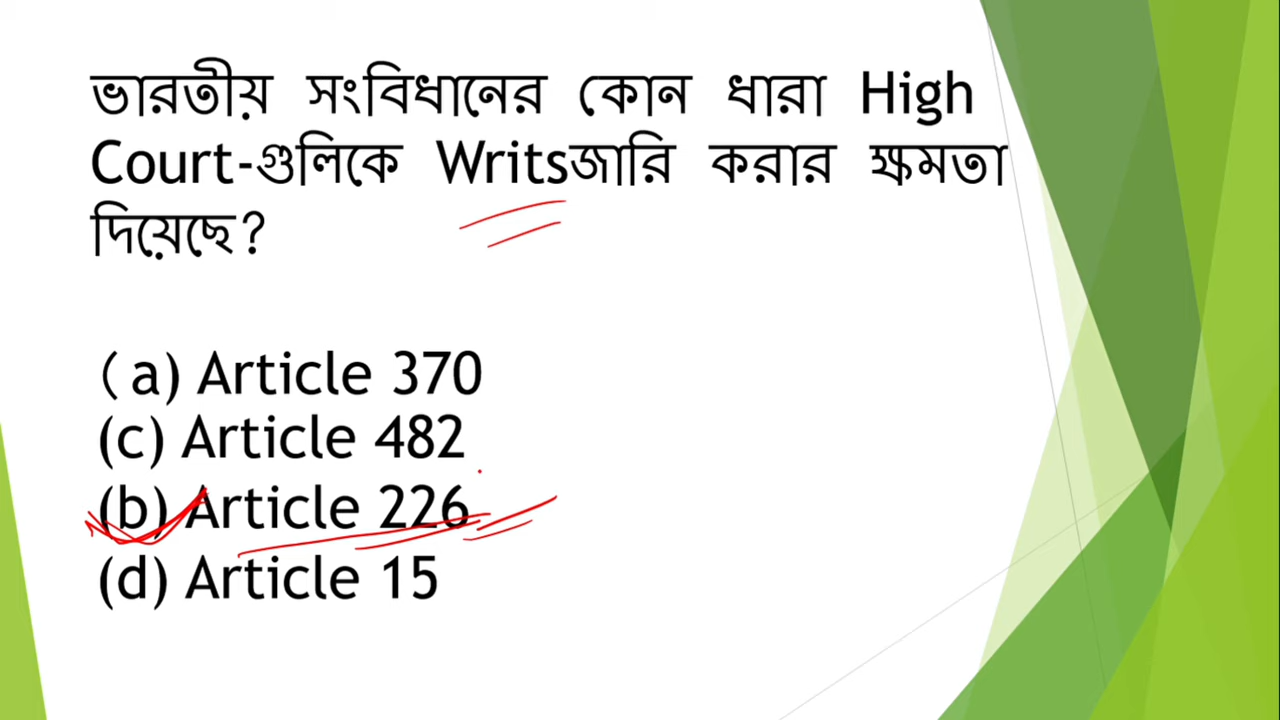 ভারতীয় সংবিধানের কোন ধারা High
Court-গুলিকে Writsজারি করার ক্ষমতা
দিয়েছে?
(a) Article 370
(c) Article 482
(b) Article 226
(d) Article 15